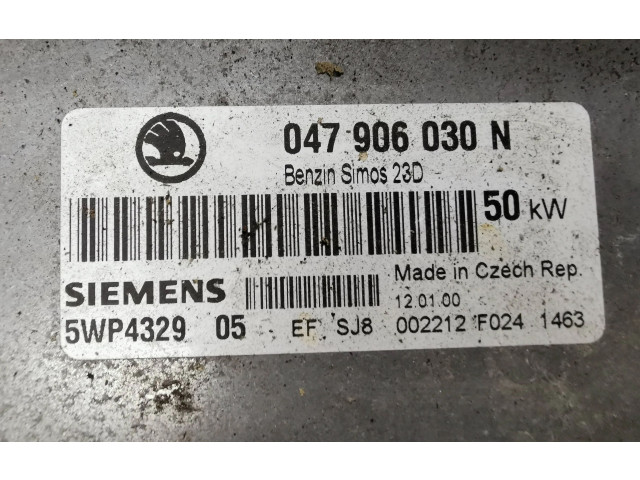 047 906 030 N
Benzin Simos 23D
50 kW
SIEMENS
Made in Czech Rep.
12.01.00
5WP4329 05 EF SJ8 002212 F024 1463